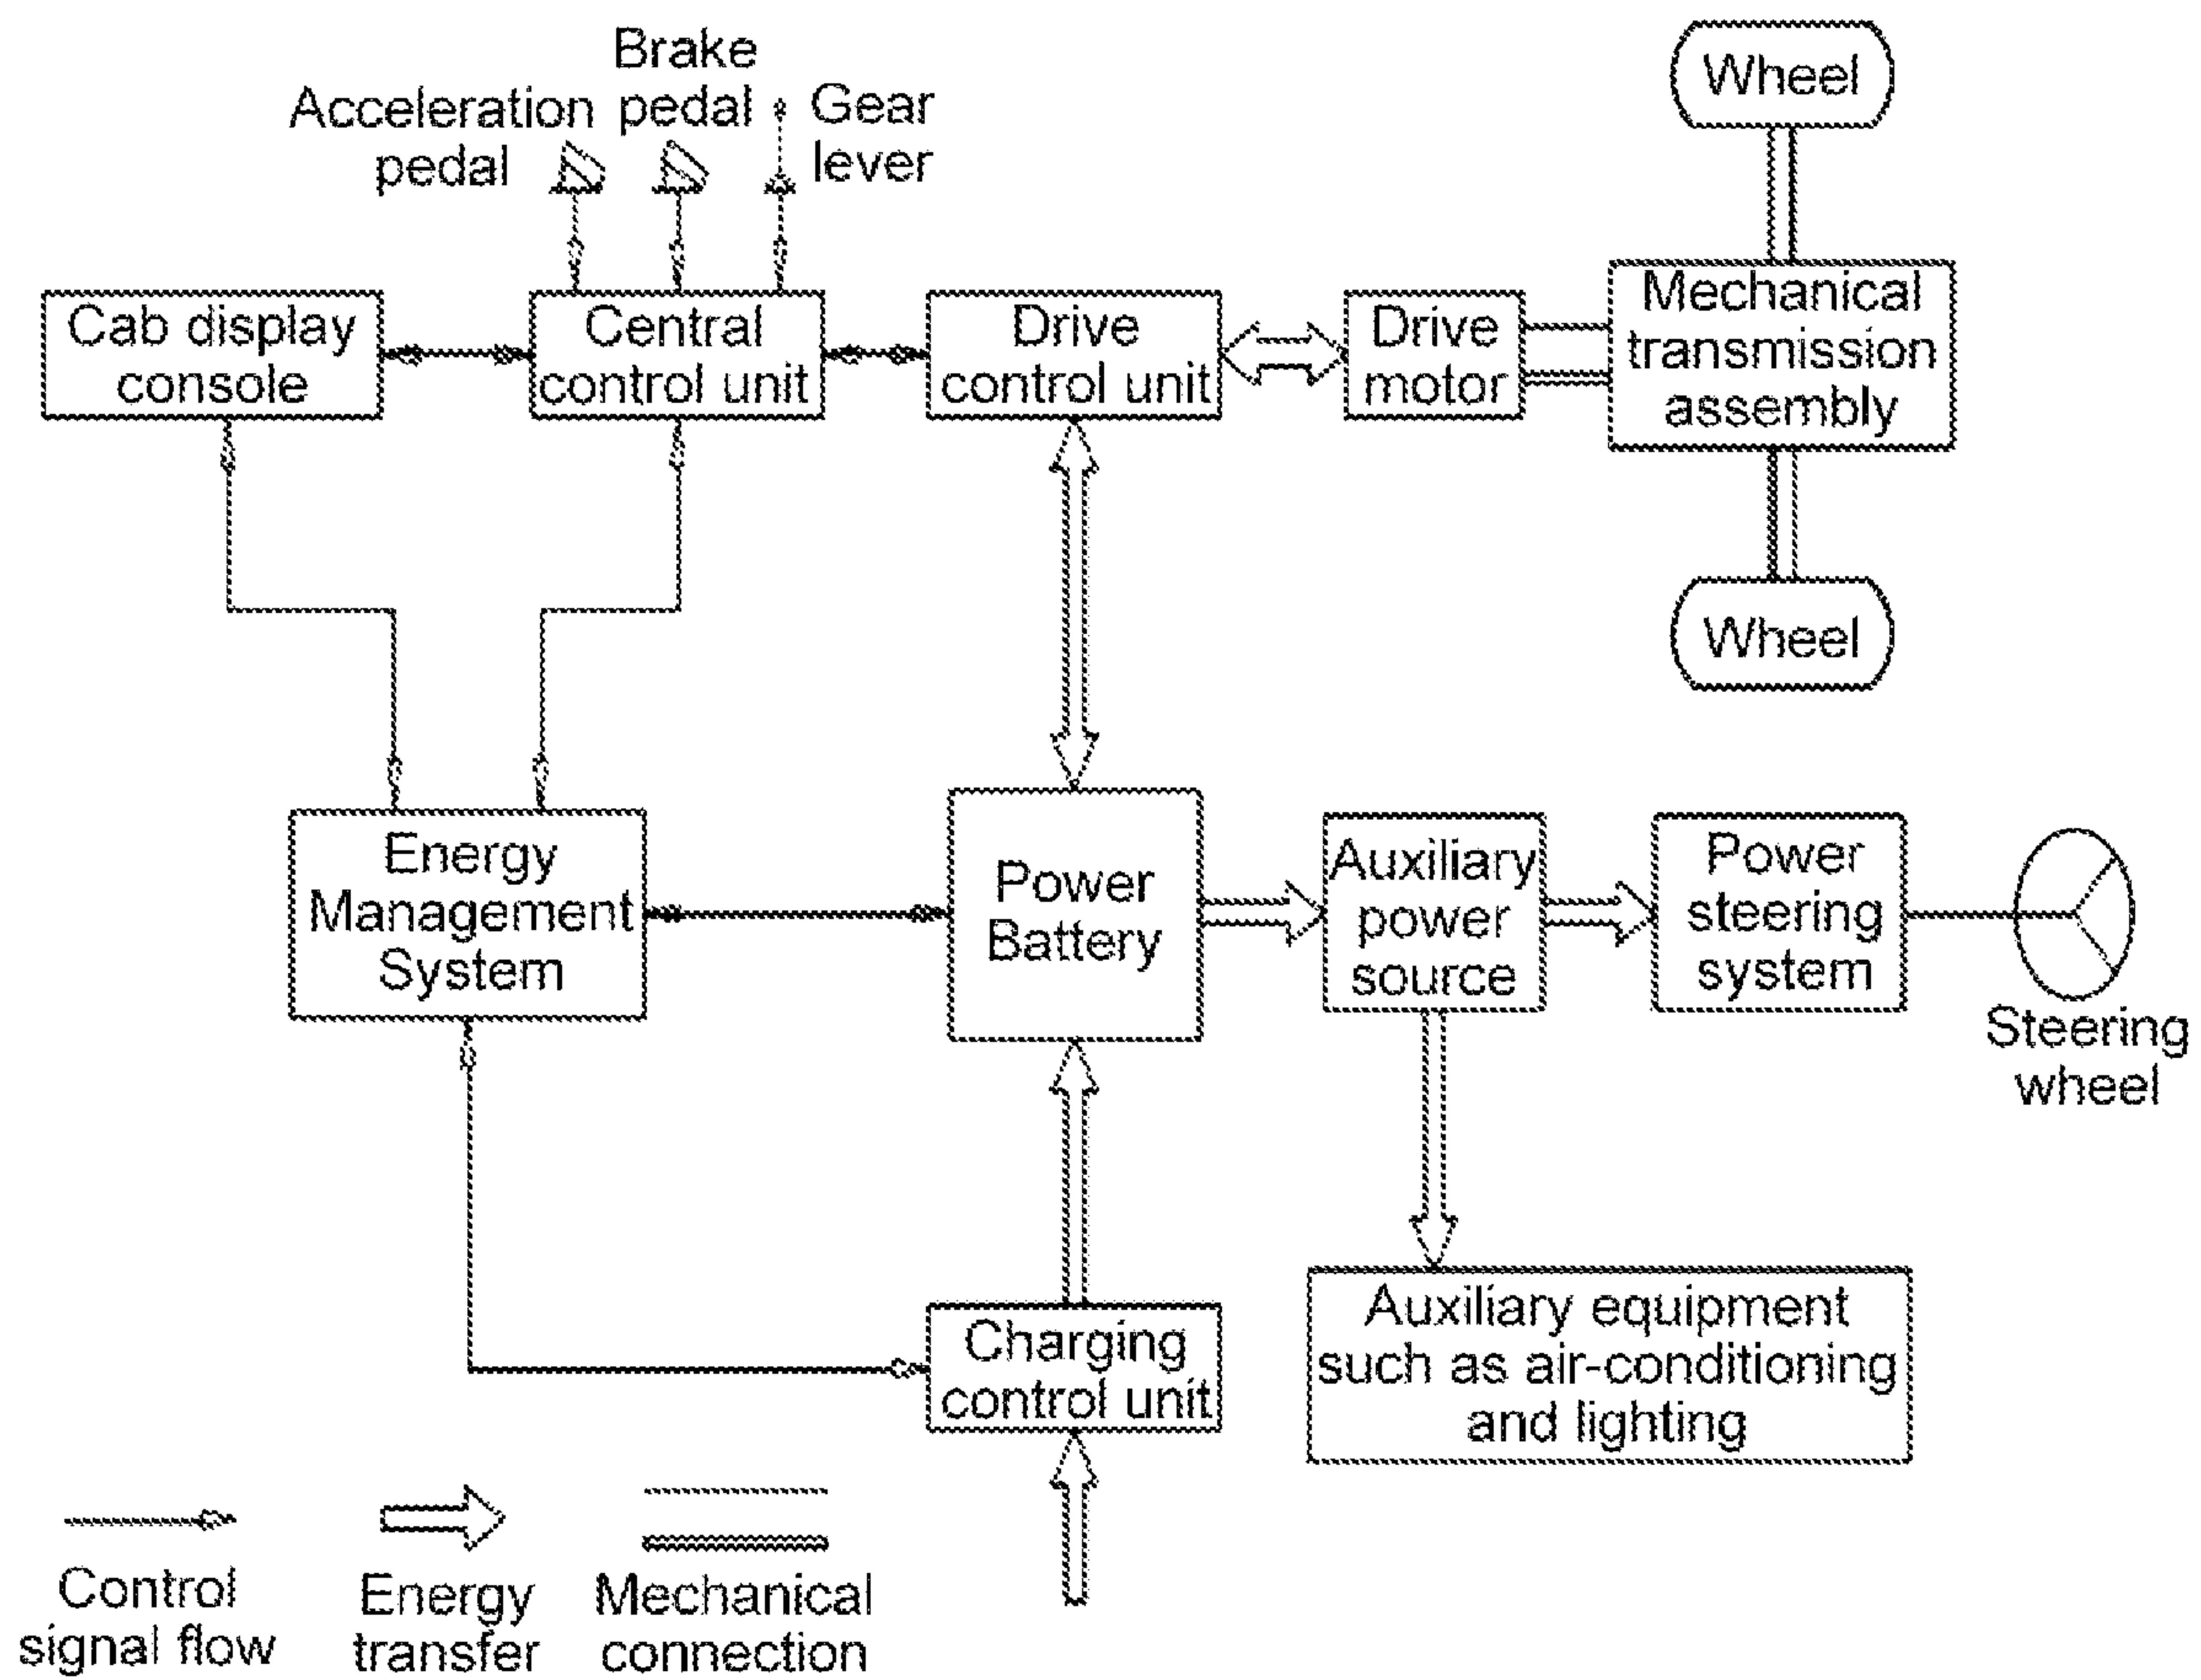 Brake
Acceleration pedal
pedal
Gear
lever
Wheel
Cab display
console
Central
control unit
Drive
control unit
Drive
motor
Mechanical
transmission
assembly
Wheel
Energy
Management
System
Power
Battery
Auxiliary
power
source
Power
steering
system
Steering
wheel
Charging
control unit
Auxiliary equipment
such as air-conditioning
and lighting
Control
signal flow
Energy
transfer
Mechanical
connection